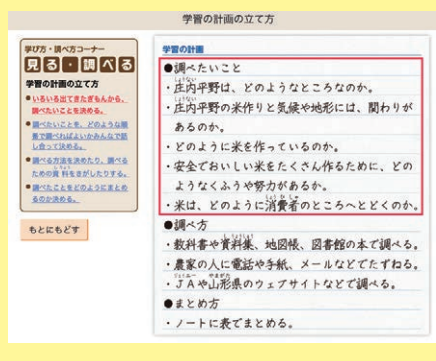 学習の計画の立て方
学び方・調べ方コーナー
見る・調べる
学習の計画の立て方
●いろいろ出てきたぎもんから、
調べたいことを決める。
●調べたいことを、どのような順
番で調べればよいかみんなで話
し合って決める。
●調べる方法を決めたり、調べる
ための資料をさがしたりする。
●調べたことをどのようにまとめ
るのか決める。
もとにもどす
学習の計画
●調べたいこと
・庄内平野は、どのようなところなのか。
・庄内平野の米作りと気候や地形には、関わりが
あるのか。
・どのように米を作っているのか。
・安全でおいしい米をたくさん作るために、どの
ようなくふうや努力があるか。
・米は、どのように消費者のところへとどくのか。
●調べ方
・教科書や資料集、地図帳、図書館の本で調べる。
・農家の人に電話や手紙、メールなどでたずねる。
・JAや山形県のウェブサイトなどで調べる。
●まとめ方
・ノートに表でまとめる。